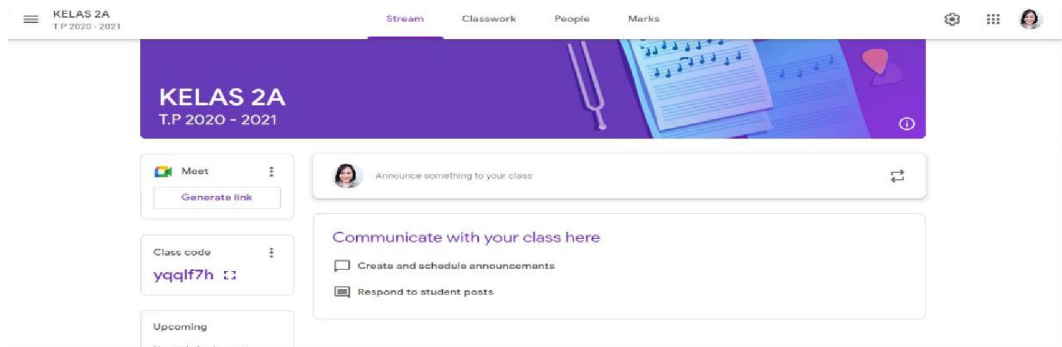 KELAS 2A
T.P 2020 - 2021
Stream Classwork People Marks
KELAS 2A
T.P 2020 - 2021
Meet
Generate link
Announce something to your class
Class code
yqqlf7h
Communicate with your class here
Create and schedule announcements
Respond to student posts
Upcoming